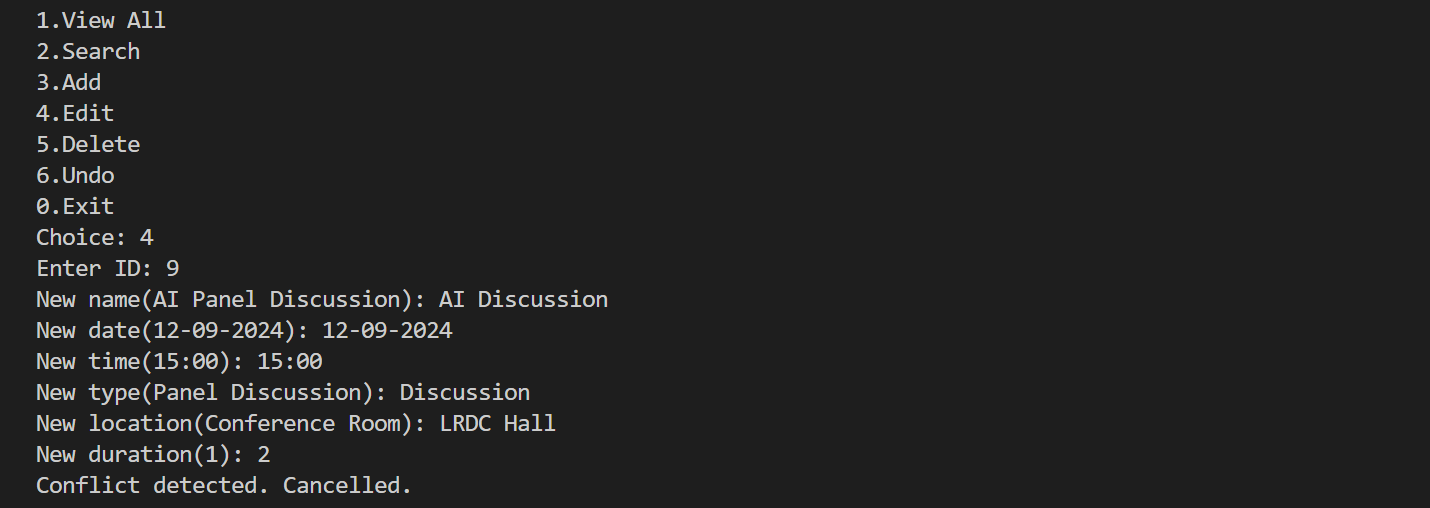 1.View All
2.Search
3.Add
4.Edit
5.Delete
6.Undo
0.Exit
Choice: 4
Enter ID: 9
New name(AI Panel Discussion): AI Discussion
New date(12-09-2024): 12-09-2024
New time(15:00): 15:00
New type(Panel Discussion): Discussion
New location(Conference Room): LRDC Hall
New duration(1): 2
Conflict detected. Cancelled.